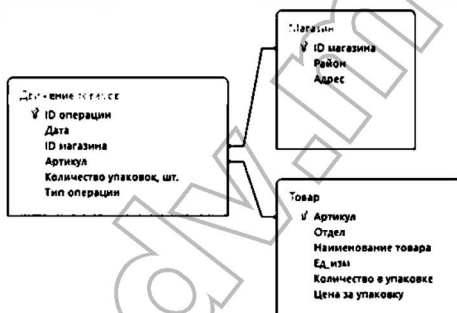 Магазин
ID магазина
Район
Адрес
Движение товаров
ID операции
Дата
ID магазина
Артикул
Количество упаковок, шт.
Тип операции
Товар
Артикул
Отдел
Наименование товара
Ед_изм
Количество в упаковке
Цена за упаковку